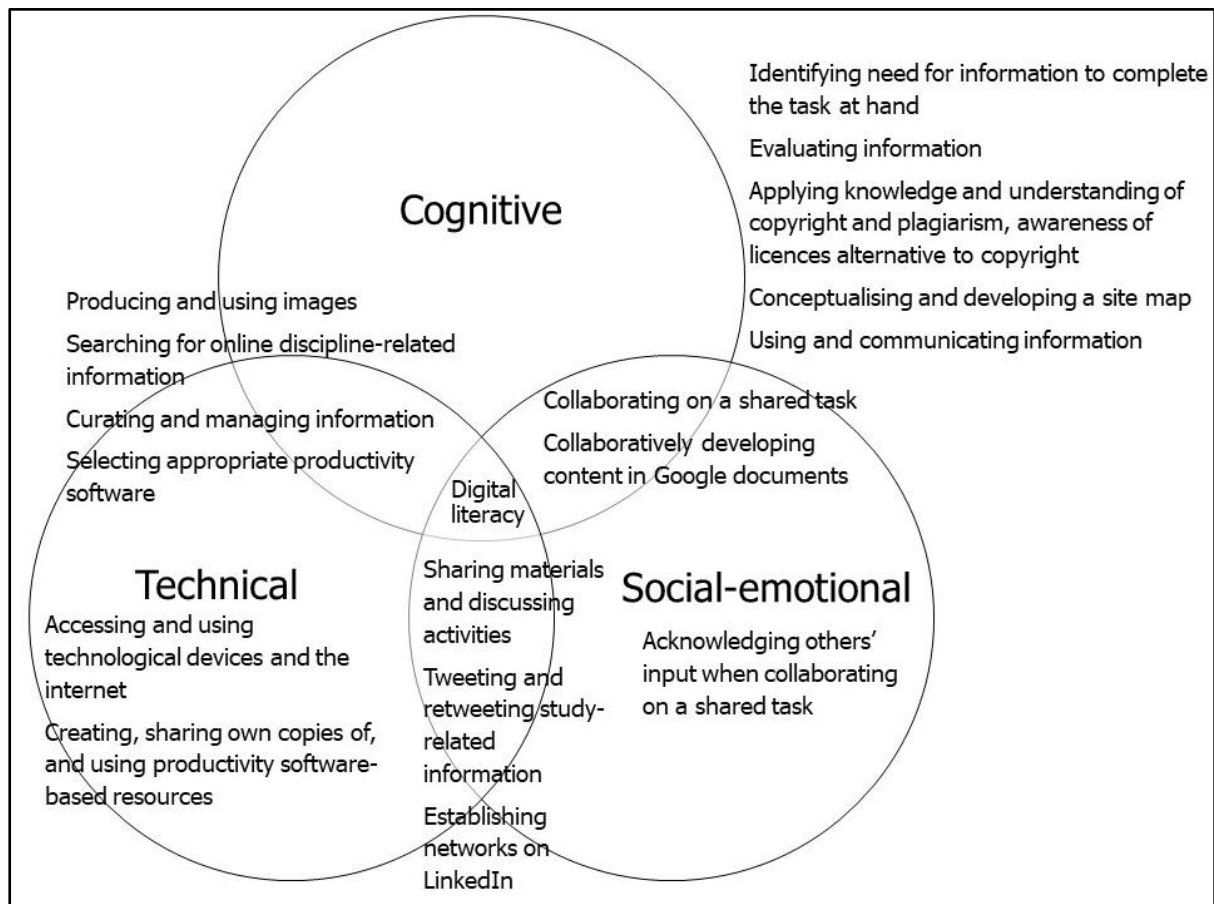 Cognitive
Identifying need for information to complete
the task at hand
Evaluating information
Applying knowledge and understanding of
copyright and plagiarism, awareness of
licences alternative to copyright
Conceptualising and developing a site map
Using and communicating information
Producing and using images
Searching for online discipline-related
information
Curating and managing information
Selecting appropriate productivity
software
Collaborating on a shared task
Collaboratively developing
content in Google documents
Digital
literacy
Technical
Accessing and using
technological devices and the
internet
Creating, sharing own copies of,
and using productivity software-
based resources
Sharing materials
and discussing
activities
Tweeting and
retweeting study-
related
information
Establishing
networks on
LinkedIn
Social-emotional
Acknowledging others’
input when collaborating
on a shared task